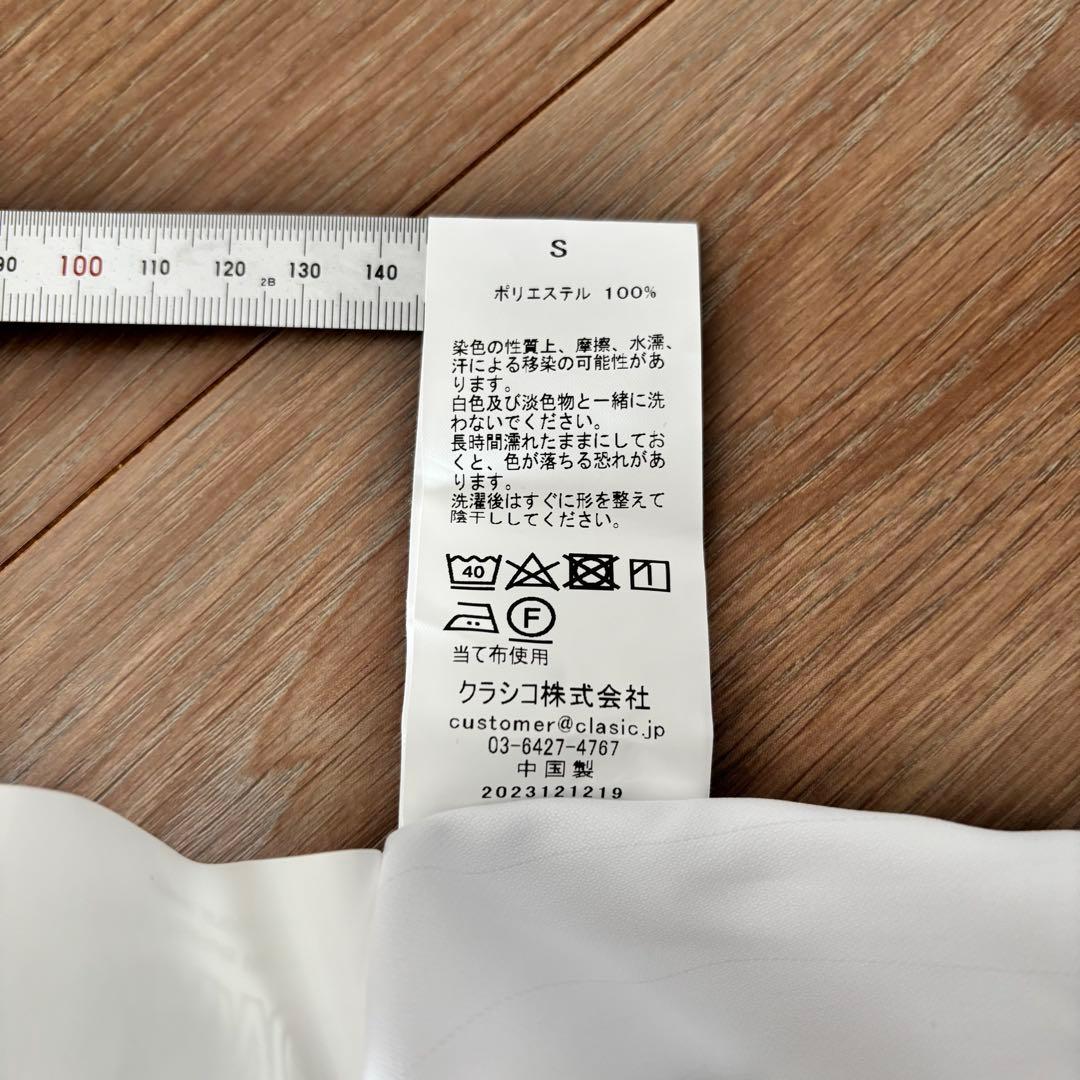 90 100 110 120 130 140
2B
S
ポリエステル 100%
染色の性質上、摩擦、水濡、
汗による移染の可能性があ
ります。
白色及び淡色物と一緒に洗
わないでください。
長時間濡れたままにしてお
くと、色が落ちる恐れがあ
ります。
洗濯後はすぐに形を整えて
陰干ししてください。
40
F
当て布使用
クラシコ株式会社
customer@clasic.jp
03-6427-4767
中国製
2023121219